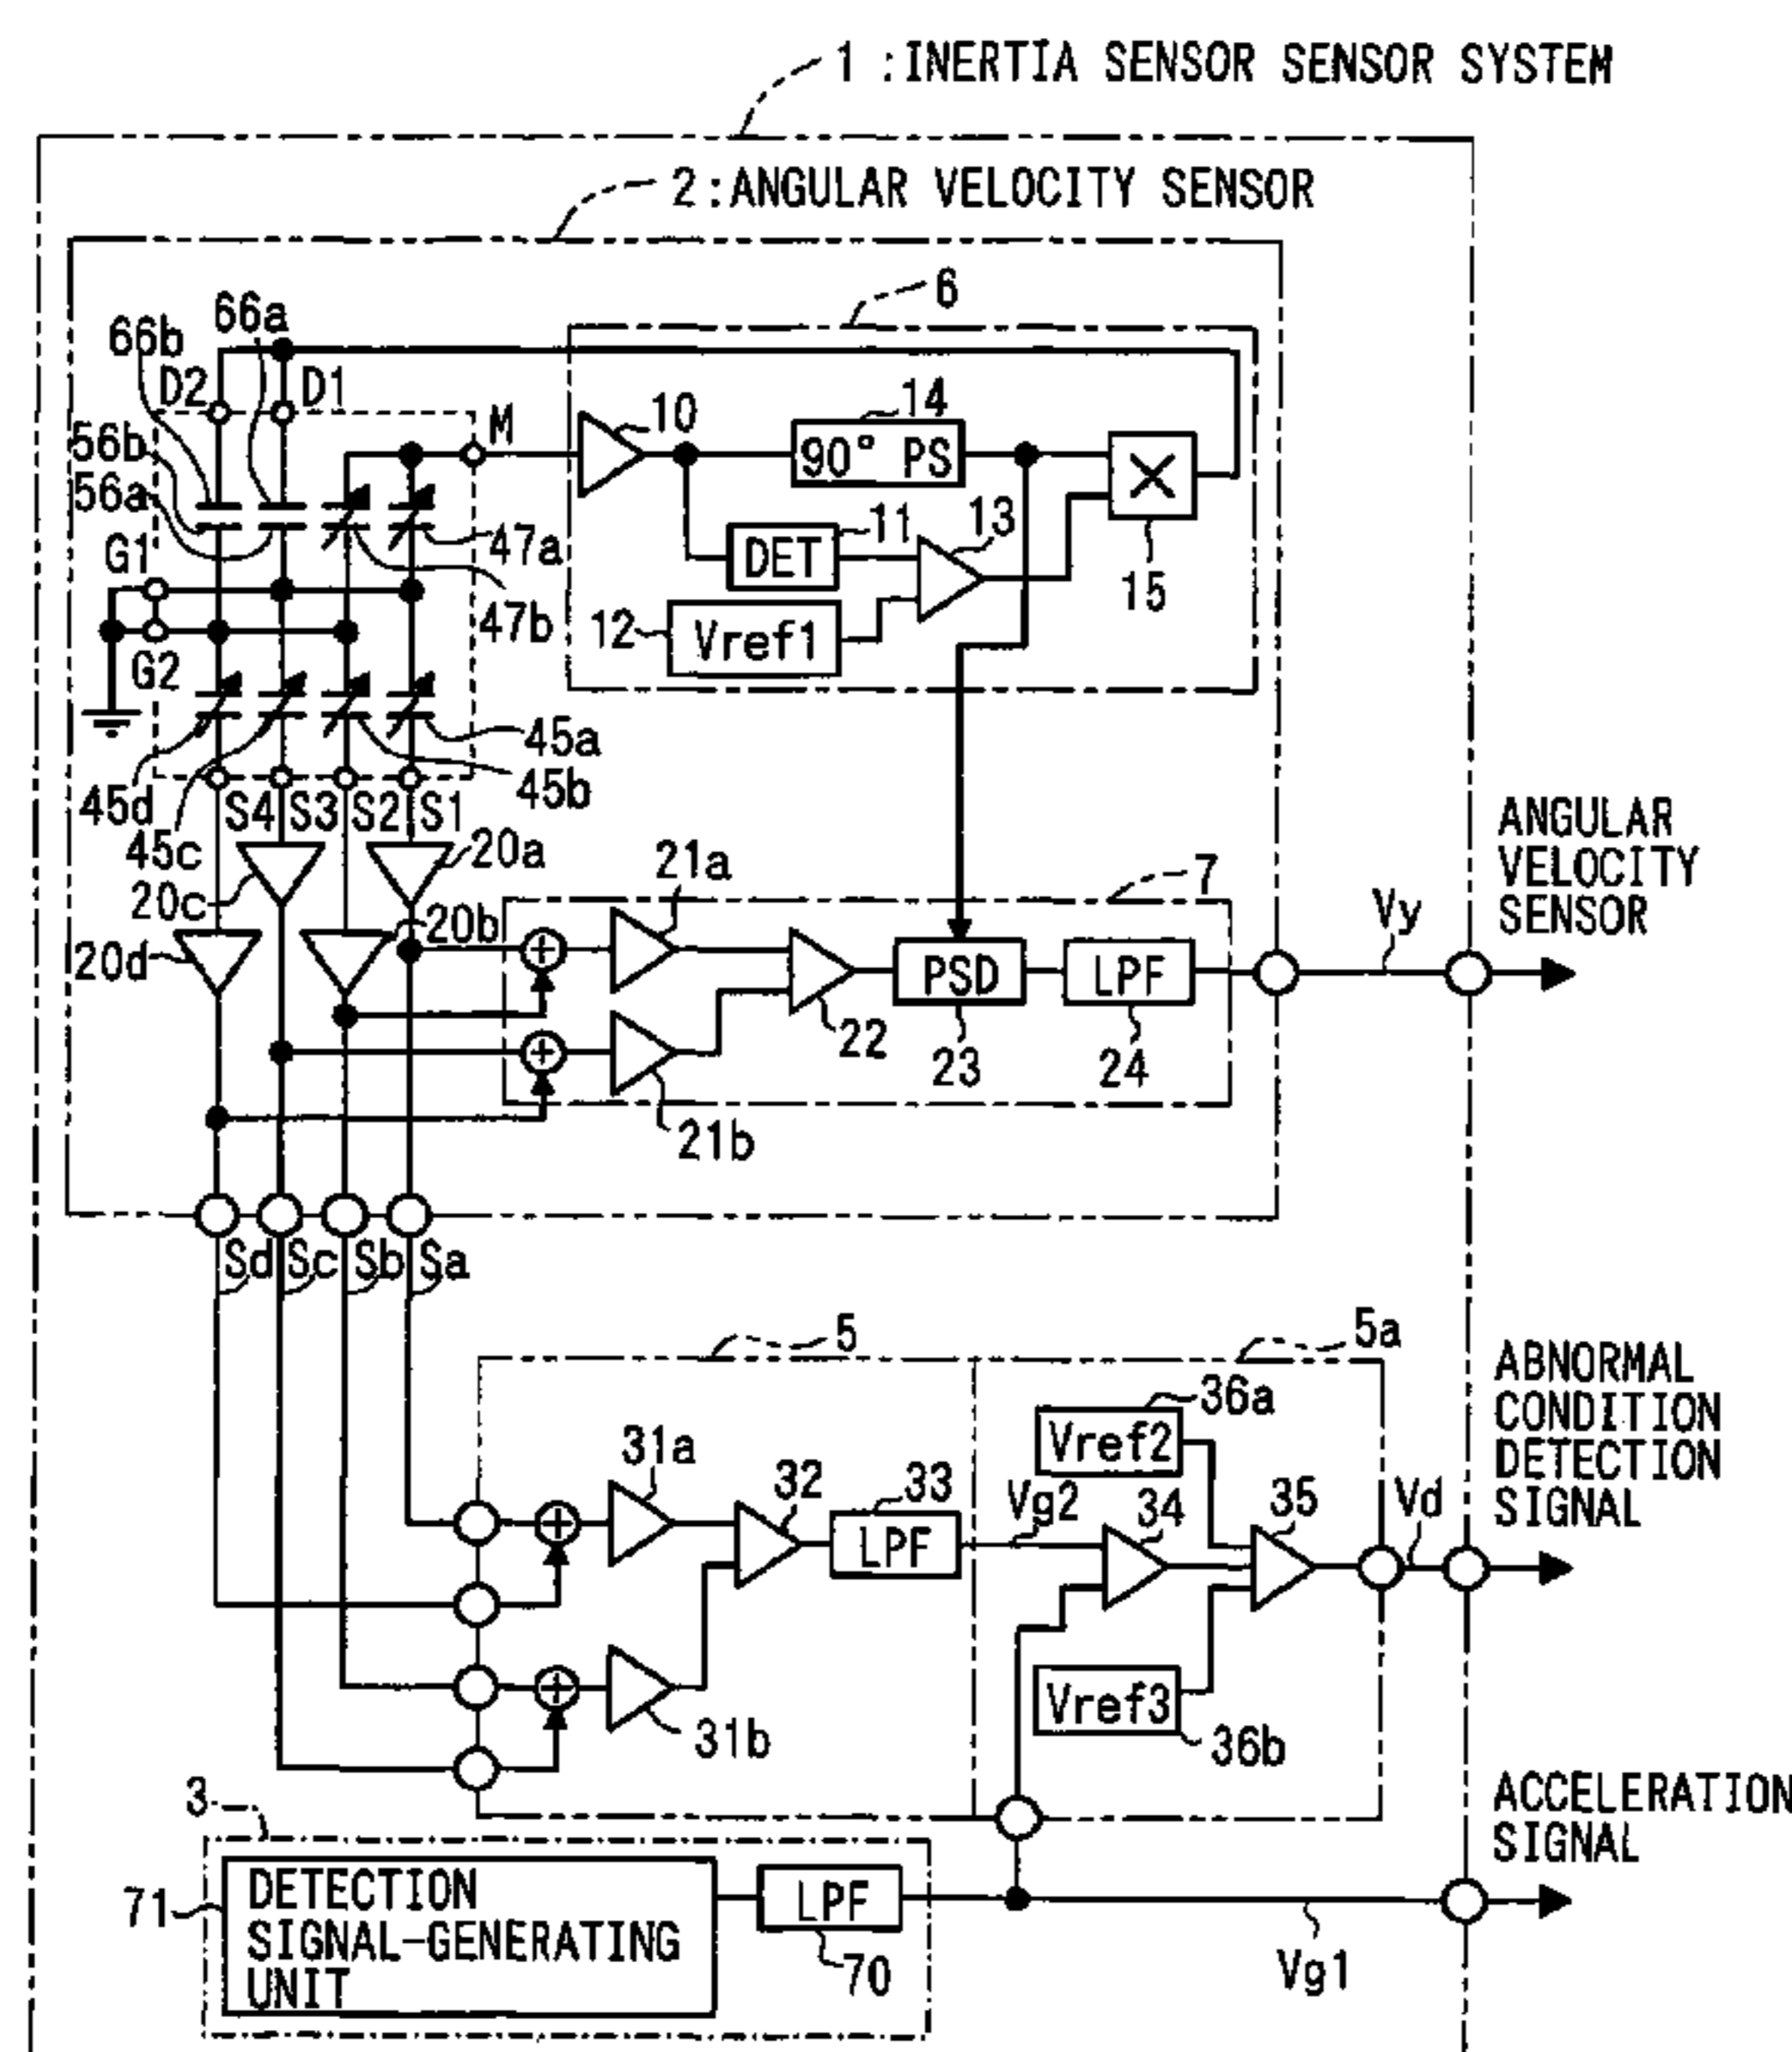 1 :INERTIA SENSOR SENSOR SYSTEM
2:ANGULAR VELOCITY SENSOR
6
66a
66b
D2
D1
M
10
14
90° PS
56b
56a
47a
11
13
DET
15
G1
47b
12
Vref1
G2
45a
45d
S4
S3
S2
S1
45b
45c
20a
20c
20b
20d
21a
7
22
PSD
23
LPF
24
21b
Vy
ANGULAR
VELOCITY
SENSOR
Sd
Sc
Sb
Sa
5
5a
36a
Vref2
31a
32
33
LPF
Vg2
34
35
Vd
ABNORMAL
CONDITION
DETECTION
SIGNAL
31b
Vref3
36b
3
71
DETECTION
SIGNAL-GENERATING
UNIT
LPF
70
Vg1
ACCELERATION
SIGNAL